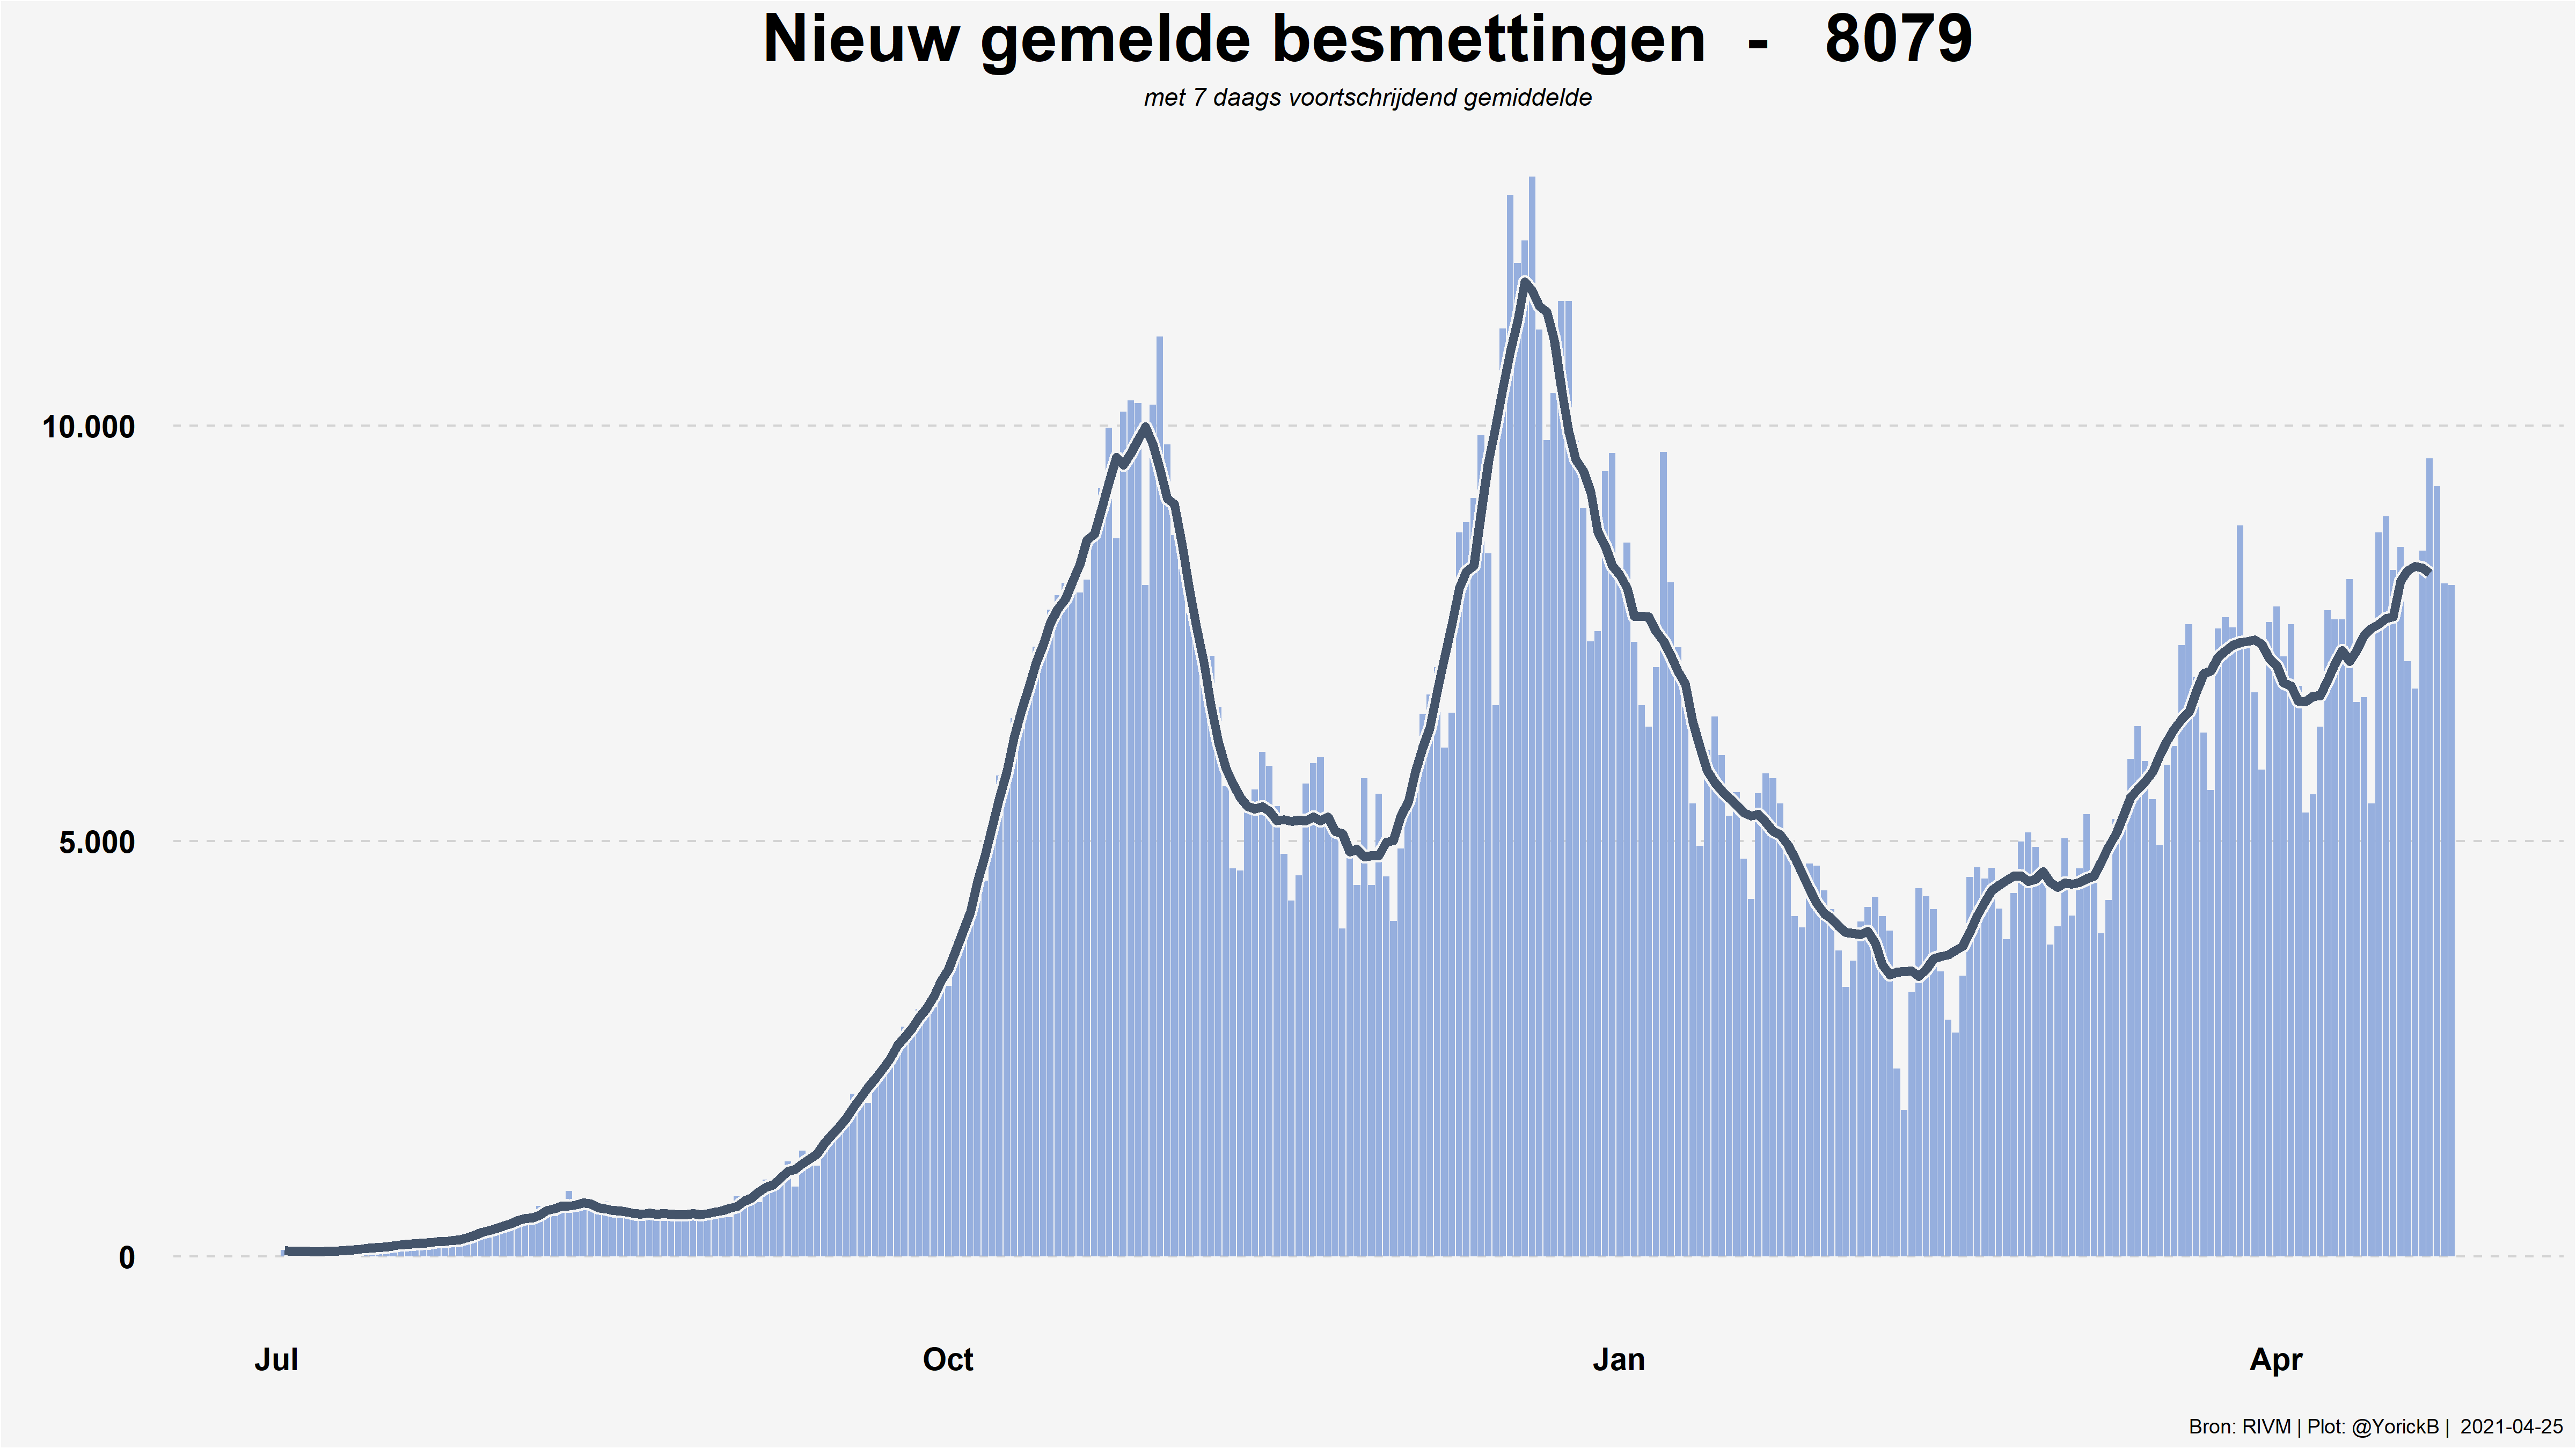 Nieuw gemelde besmettingen - 8079
met 7 daags voortschrijdend gemiddelde
10.000
5.000
0
Jul Oct Jan Apr
Bron: RIVM | Plot: @YorickB | 2021-04-25